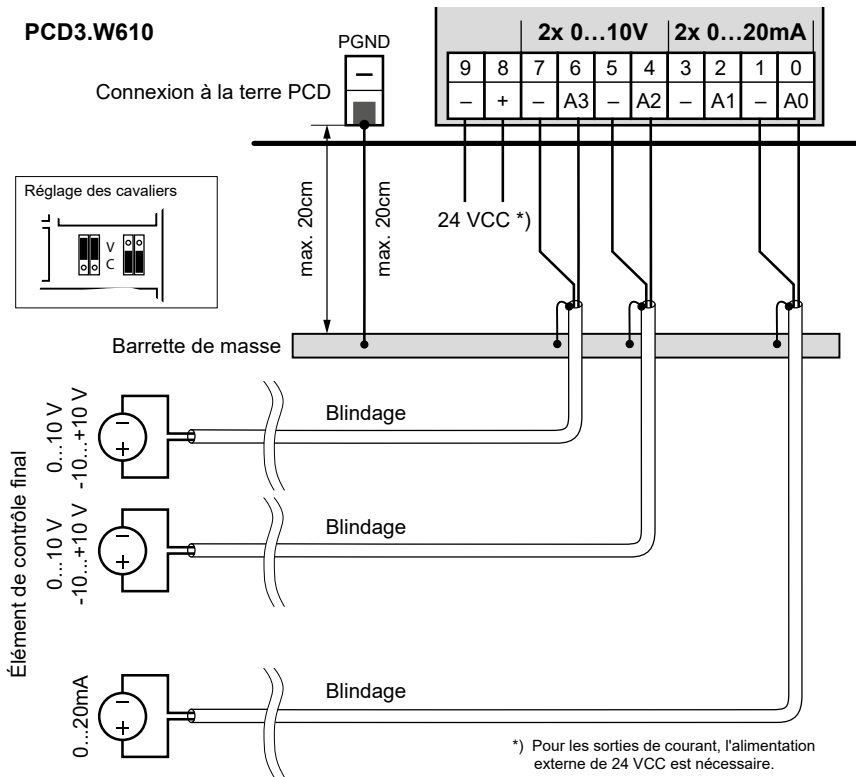 PCD3.W610
PGND
–
Connexion à la terre PCD
2x 0…10V 2x 0…20mA
9 8 7 6 5 4 3 2 1 0
– + – A3 – A2 – A1 – A0
Réglage des cavaliers
V
C
max. 20cm
max. 20cm
24 VCC *)
Barrette de masse
Élément de contrôle final
0...10 V
-10...+10 V
–
+
Blindage
0...10 V
-10...+10 V
–
+
Blindage
0...20mA
–
+
Blindage
*) Pour les sorties de courant, l'alimentation
externe de 24 VCC est nécessaire.